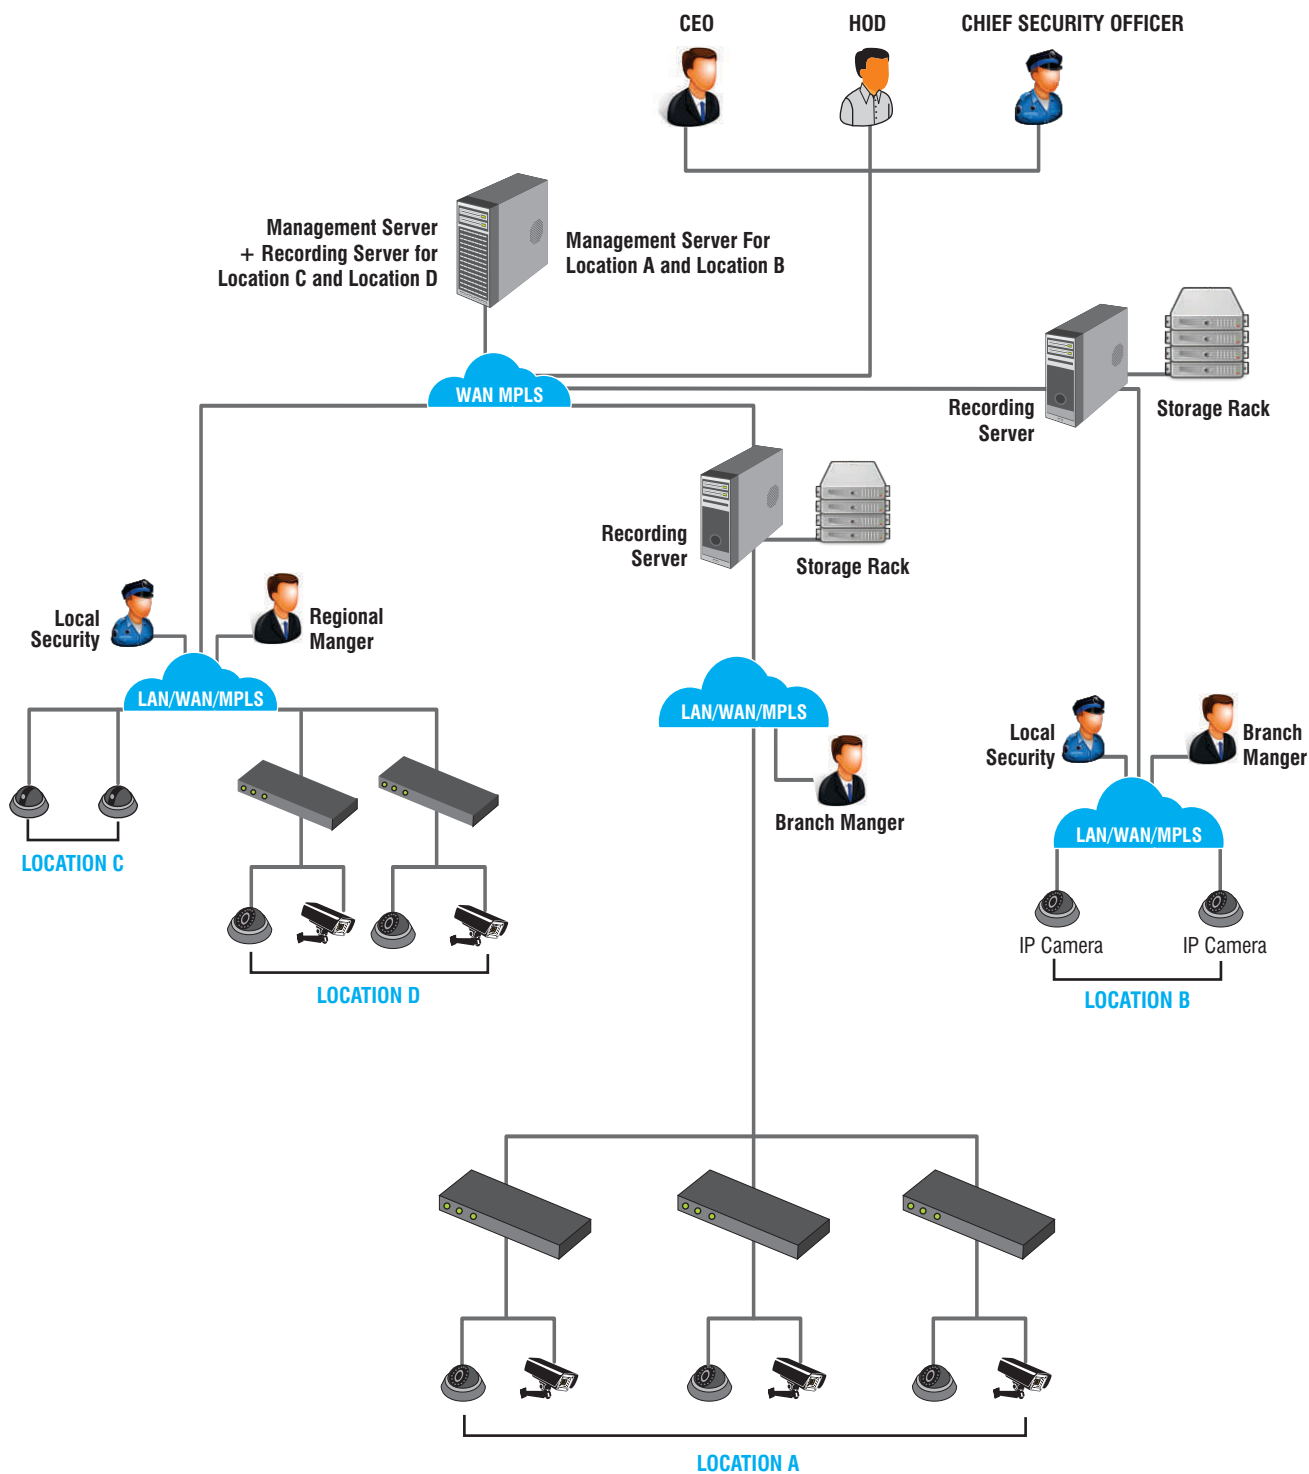 CEO
HOD
CHIEF SECURITY OFFICER
Management Server
+ Recording Server for
Location C and Location D
Management Server For
Location A and Location B
WAN MPLS
Recording
Server
Storage Rack
Recording
Server
Storage Rack
Local
Security
Regional
Manger
LAN/WAN/MPLS
LAN/WAN/MPLS
Branch Manger
Local
Security
Branch
Manger
LAN/WAN/MPLS
LOCATION C
IP Camera
IP Camera
LOCATION D
LOCATION B
LOCATION A